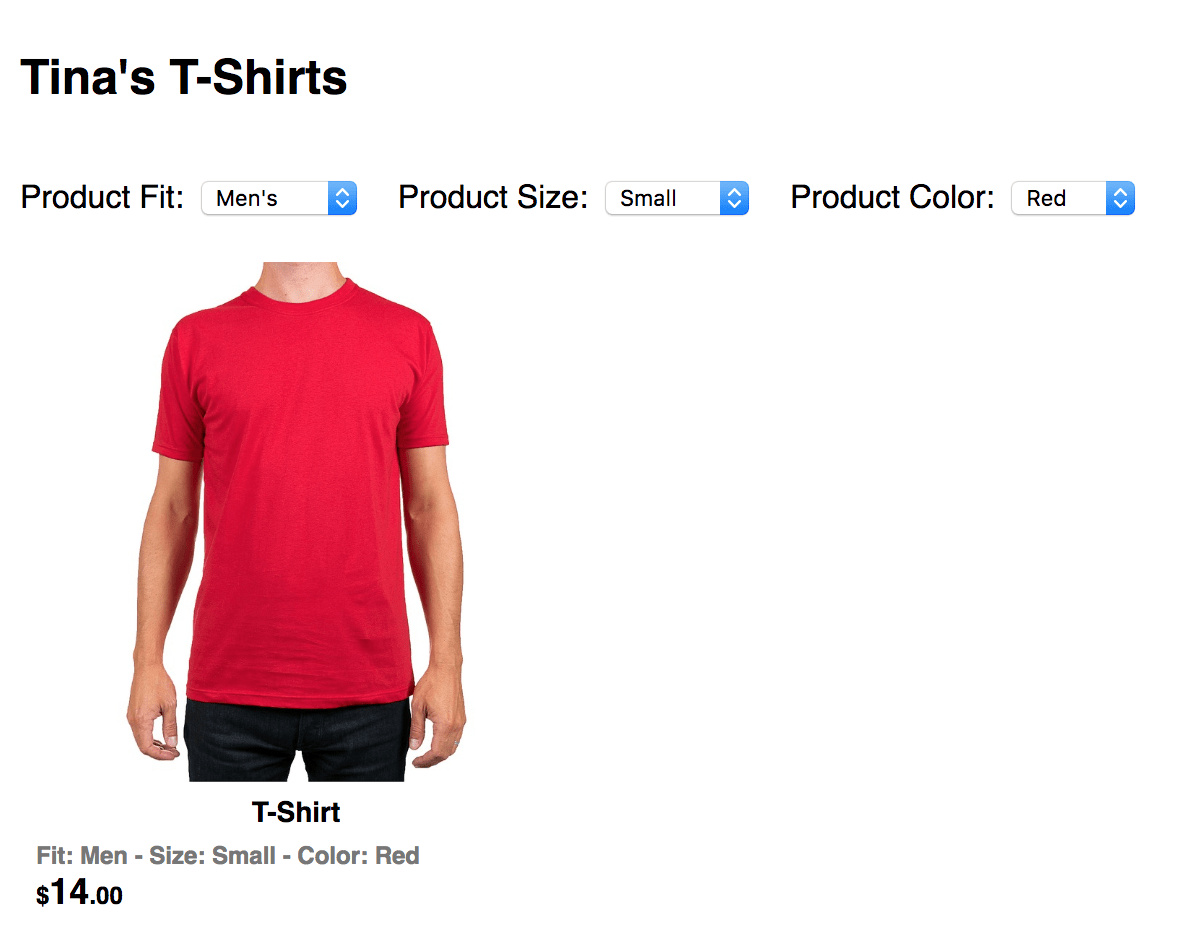 Tina's T-Shirts
Product Fit: Men's Product Size: Small Product Color: Red
T-Shirt
Fit: Men - Size: Small - Color: Red
$14.00